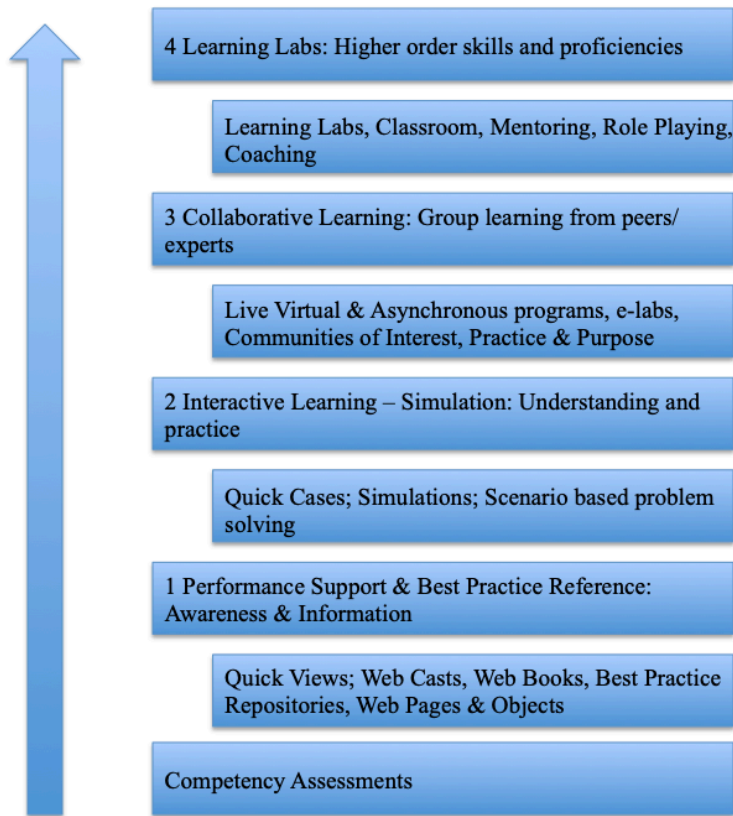 4 Learning Labs: Higher order skills and proficiencies
Learning Labs, Classroom, Mentoring, Role Playing,
Coaching
3 Collaborative Learning: Group learning from peers/
experts
Live Virtual & Asynchronous programs, e-labs,
Communities of Interest, Practice & Purpose
2 Interactive Learning – Simulation: Understanding and
practice
Quick Cases; Simulations; Scenario based problem
solving
1 Performance Support & Best Practice Reference:
Awareness & Information
Quick Views; Web Casts, Web Books, Best Practice
Repositories, Web Pages & Objects
Competency Assessments